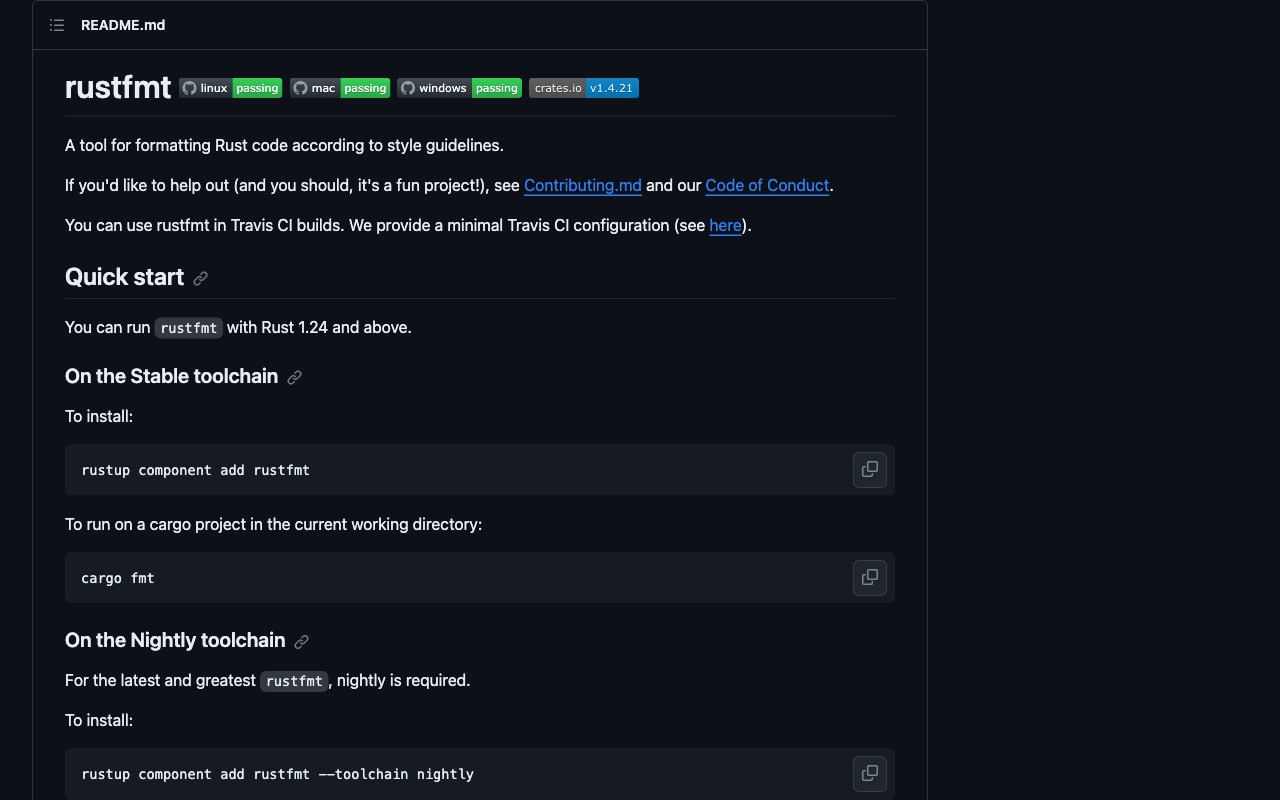 README.md
rustfmt linux passing mac passing windows passing crates.io v1.4.21
A tool for formatting Rust code according to style guidelines.
If you'd like to help out (and you should, it's a fun project!), see Contributing.md and our Code of Conduct.
You can use rustfmt in Travis CI builds. We provide a minimal Travis CI configuration (see here).
Quick start
You can run rustfmt with Rust 1.24 and above.
On the Stable toolchain
To install:
rustup component add rustfmt
To run on a cargo project in the current working directory:
cargo fmt
On the Nightly toolchain
For the latest and greatest rustfmt, nightly is required.
To install:
rustup component add rustfmt --toolchain nightly